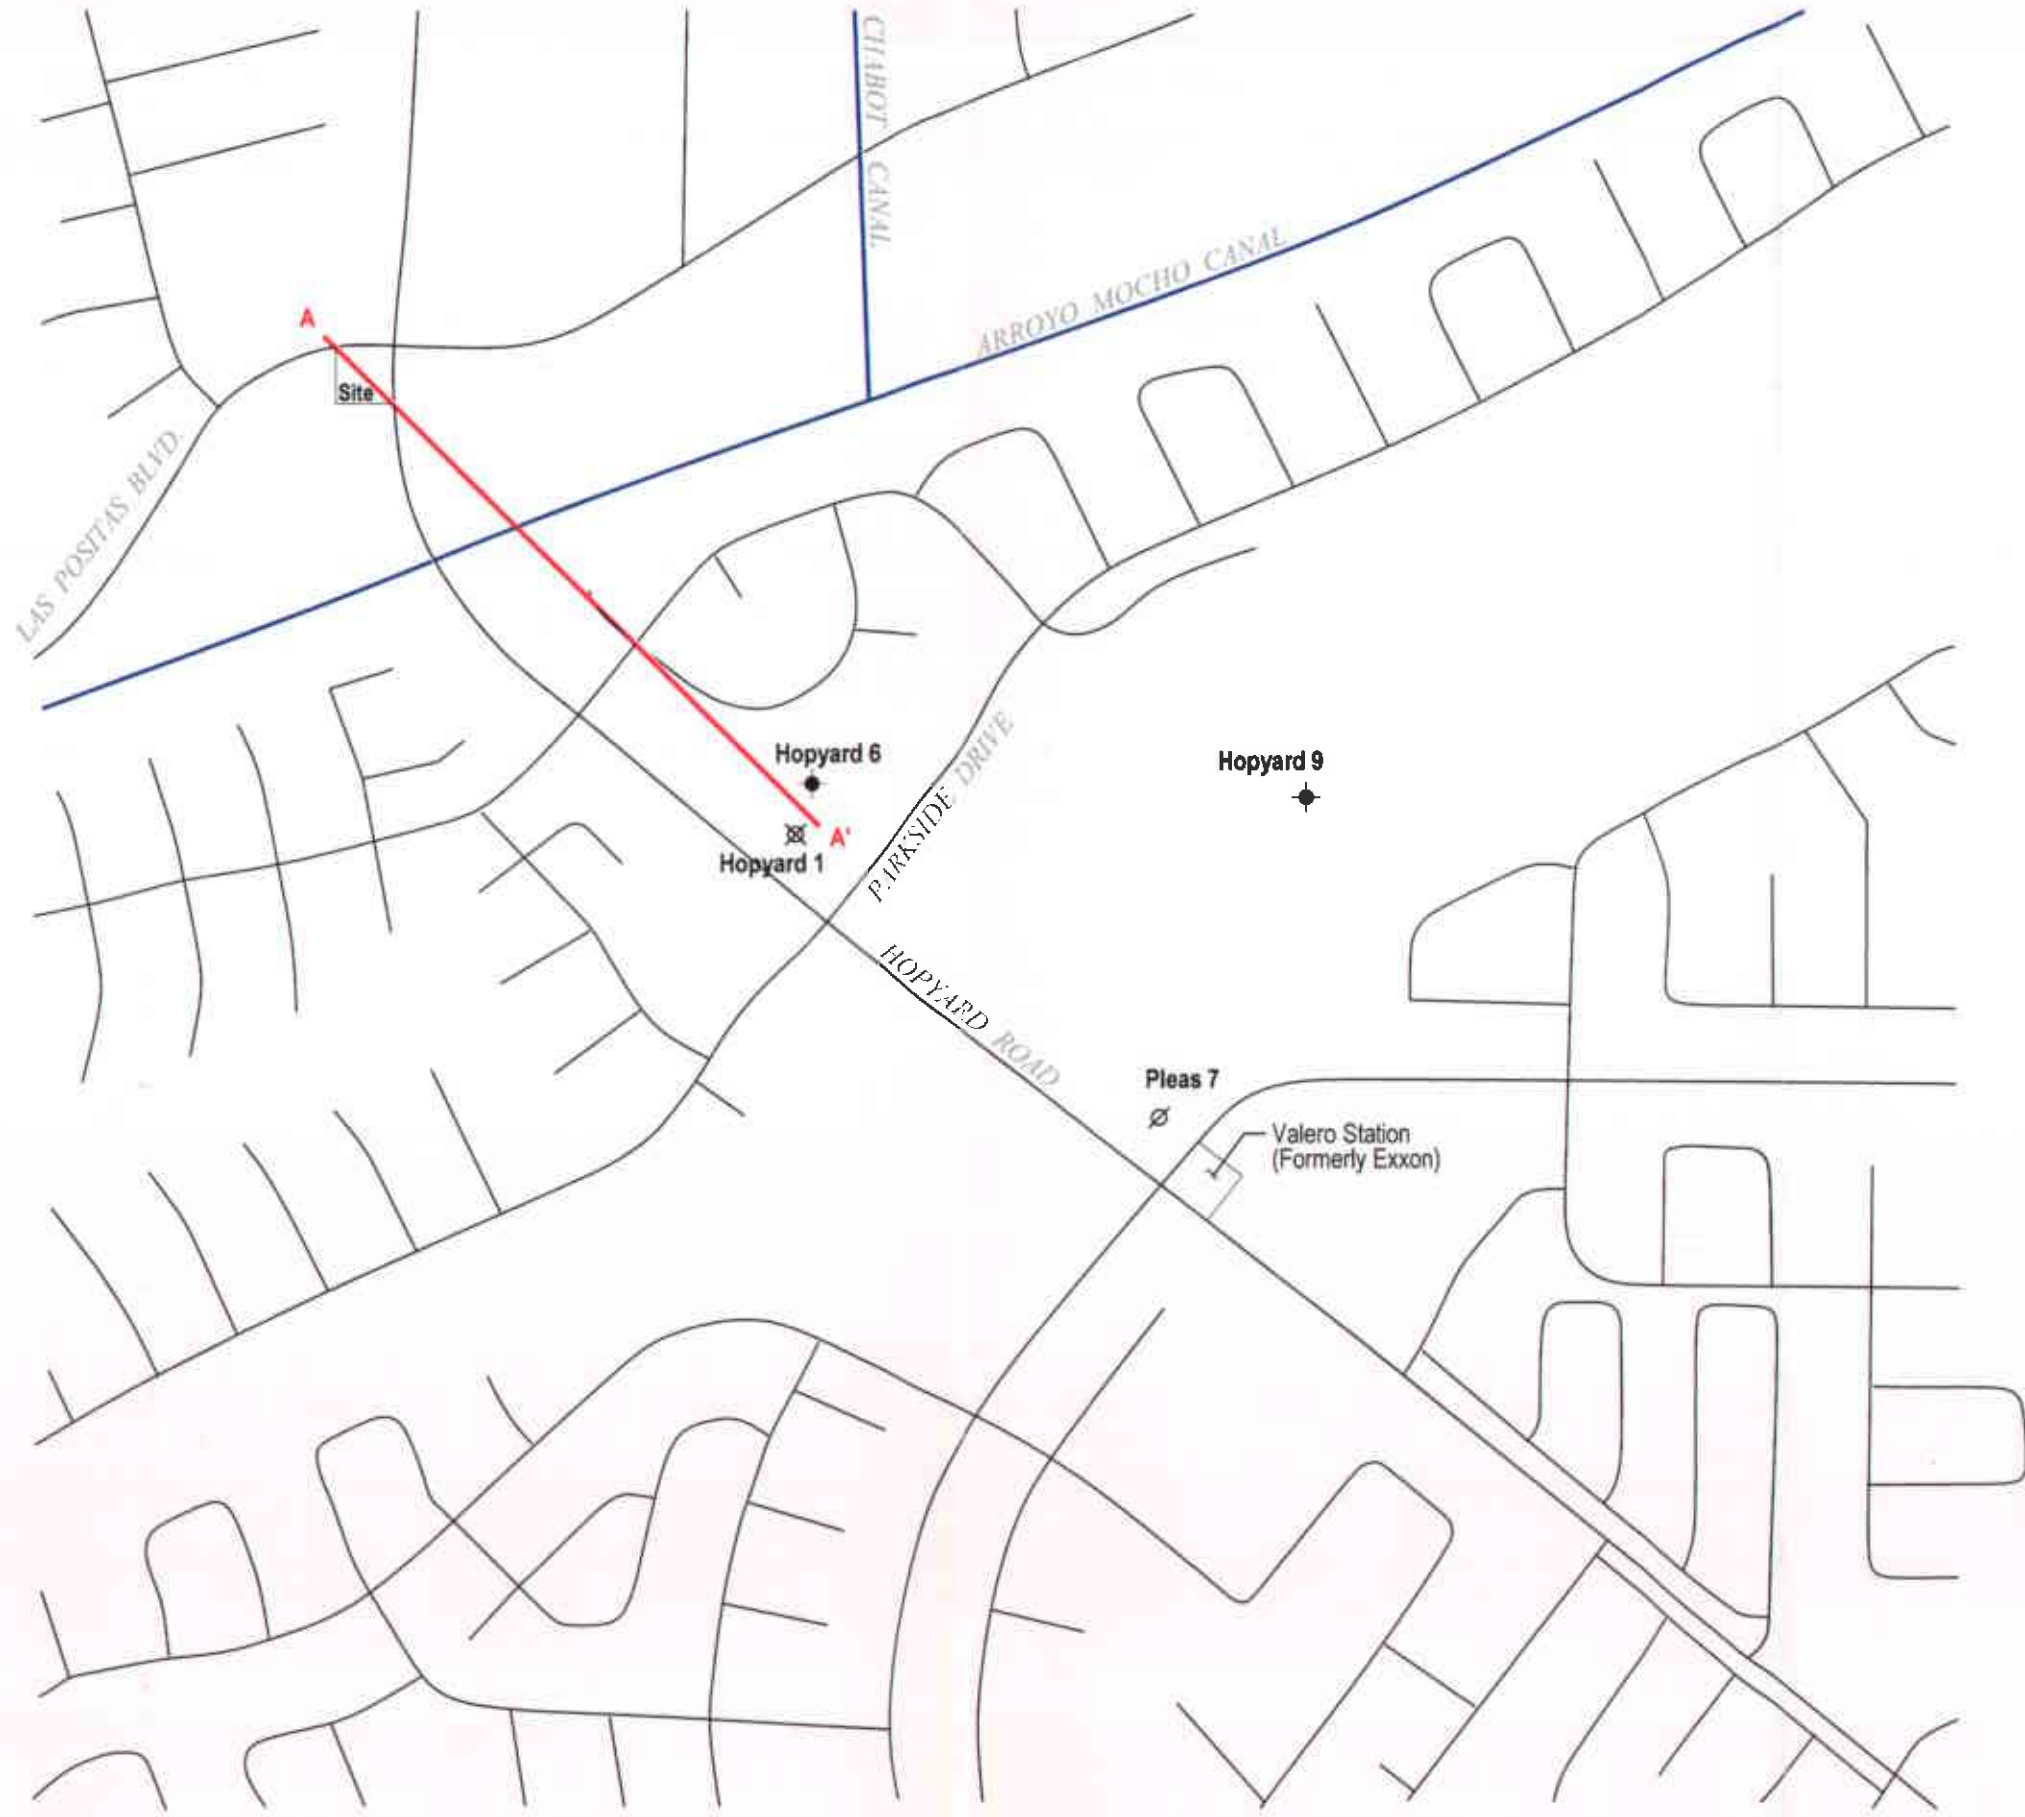 CHABOT CANAL
ARROYO MOCHO CANAL
A
Site
LAS POSITAS BLVD.
Hopyard 6
Hopyard 9
PARKSIDE DRIVE
A'
Hopyard 1
HOPYARD ROAD
Pleas 7
Valero Station
(Formerly Exxon)